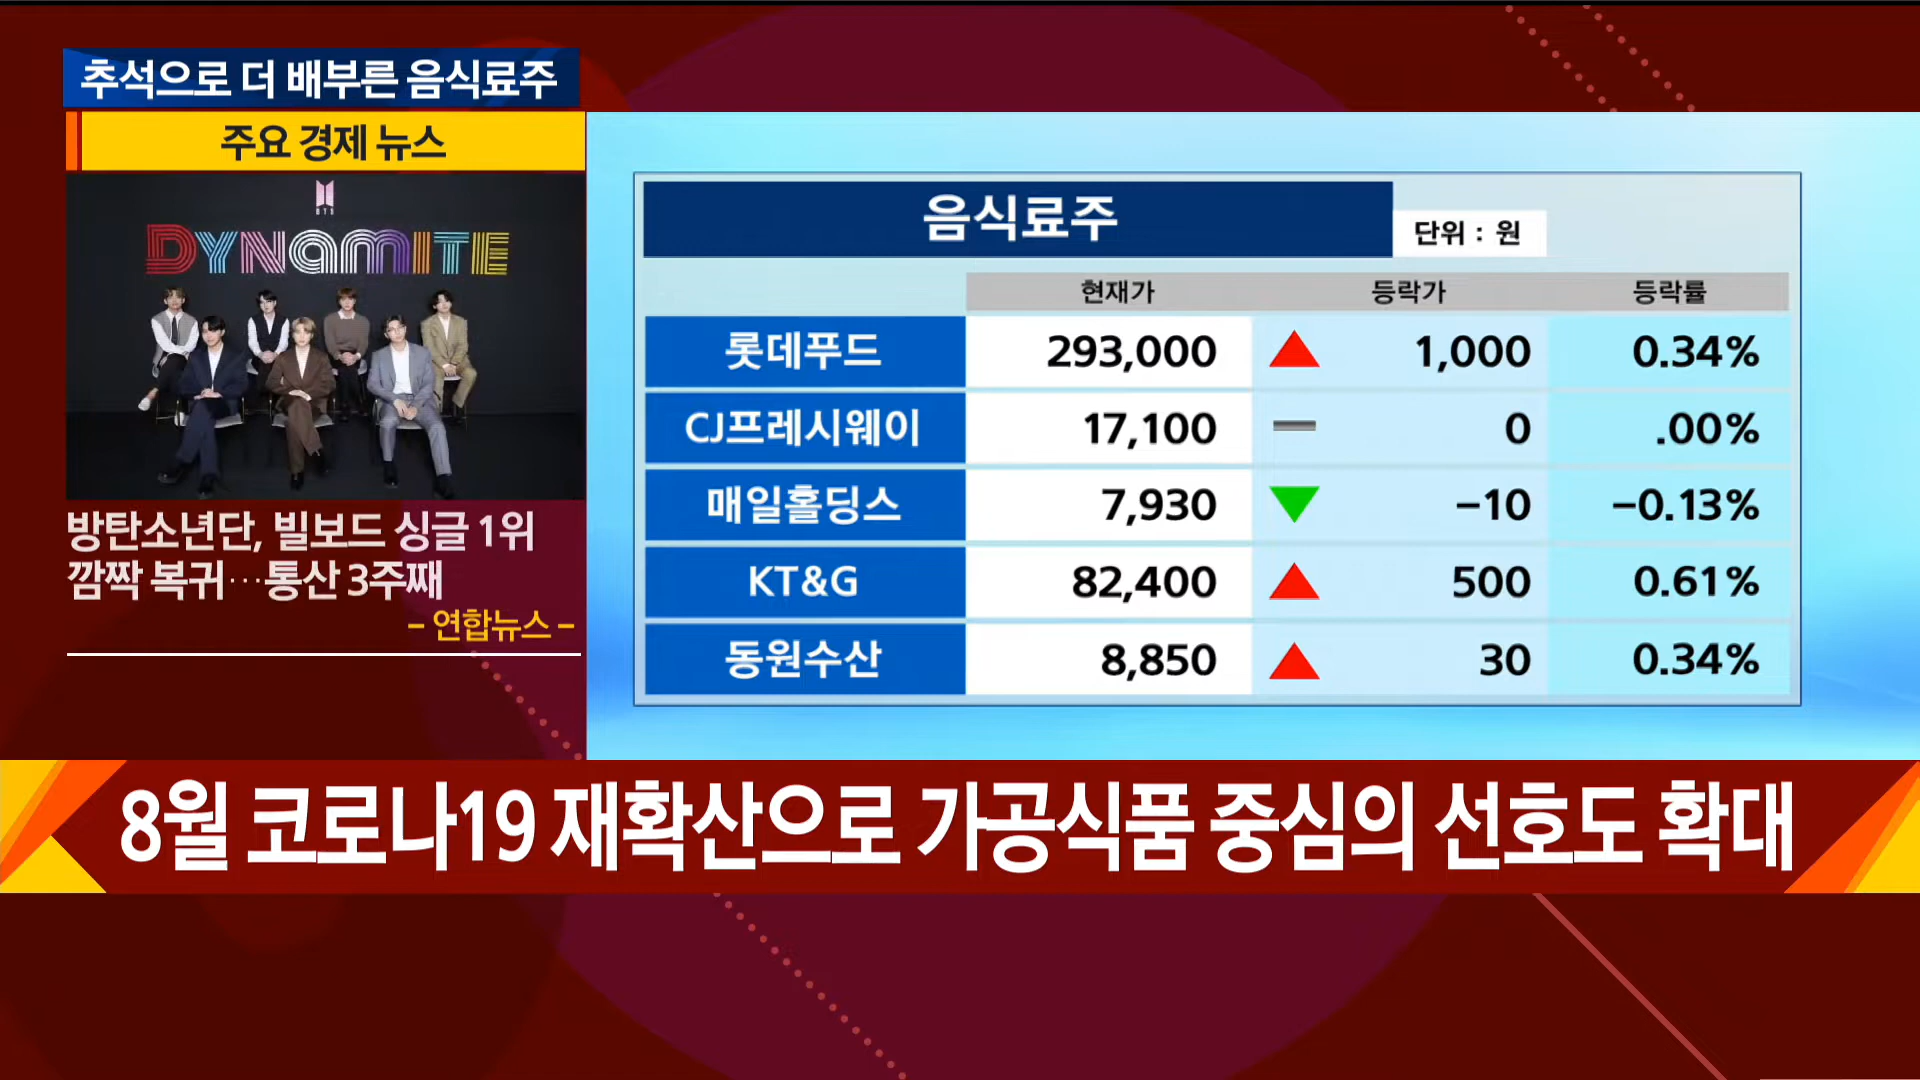 추석으로 더 배부른 음식료주
주요 경제 뉴스
BTS
DYNAMITE
방탄소년단, 빌보드 싱글 1위
깜짝 복귀…통산 3주째
- 연합뉴스 -
음식료주
단위 : 원
현재가 등락가 등락률
롯데푸드 293,000 ▲ 1,000 0.34%
CJ프레시웨이 17,100 – 0 .00%
매일홀딩스 7,930 ▼ -10 -0.13%
KT&G 82,400 ▲ 500 0.61%
동원수산 8,850 ▲ 30 0.34%
8월 코로나19 재확산으로 가공식품 중심의 선호도 확대